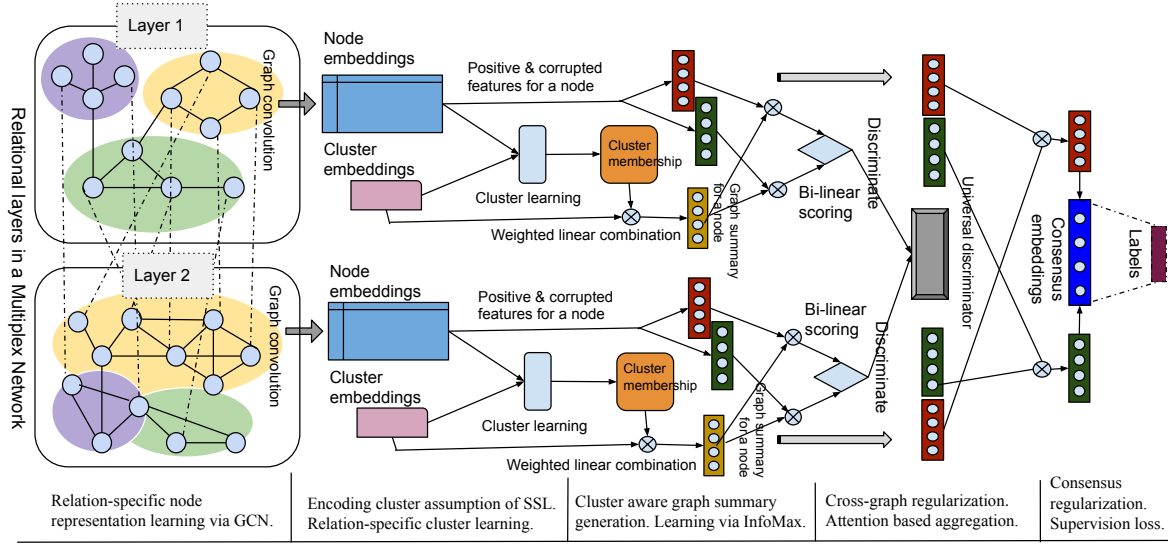 Relational layers in a Multiplex Network
Layer 1
Graph convolution
Node
embeddings
Positive & corrupted
features for a node
Cluster
embeddings
Cluster learning
Cluster
membership
Weighted linear combination
Graph summary
for a node
Bi-linear
scoring
Discriminate
Layer 2
Graph convolution
Node
embeddings
Positive & corrupted
features for a node
Cluster
embeddings
Cluster learning
Cluster
membership
Weighted linear combination
Graph summary
for a node
Bi-linear
scoring
Discriminate
Universal discriminator
Consensus
embeddings
Labels
Relation-specific node
representation learning via GCN.
Encoding cluster assumption of SSL.
Relation-specific cluster learning.
Cluster aware graph summary
generation. Learning via InfoMax.
Cross-graph regularization.
Attention based aggregation.
Consensus
regularization.
Supervision loss.